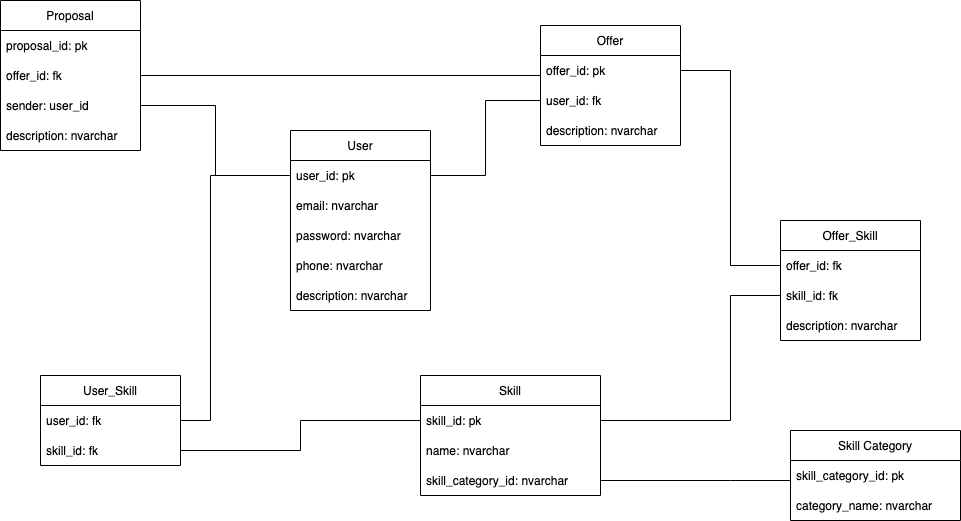 Proposal
proposal_id: pk
offer_id: fk
sender: user_id
description: nvarchar
Offer
offer_id: pk
user_id: fk
description: nvarchar
User
user_id: pk
email: nvarchar
password: nvarchar
phone: nvarchar
description: nvarchar
Offer_Skill
offer_id: fk
skill_id: fk
description: nvarchar
User_Skill
user_id: fk
skill_id: fk
Skill
skill_id: pk
name: nvarchar
skill_category_id: nvarchar
Skill Category
skill_category_id: pk
category_name: nvarchar